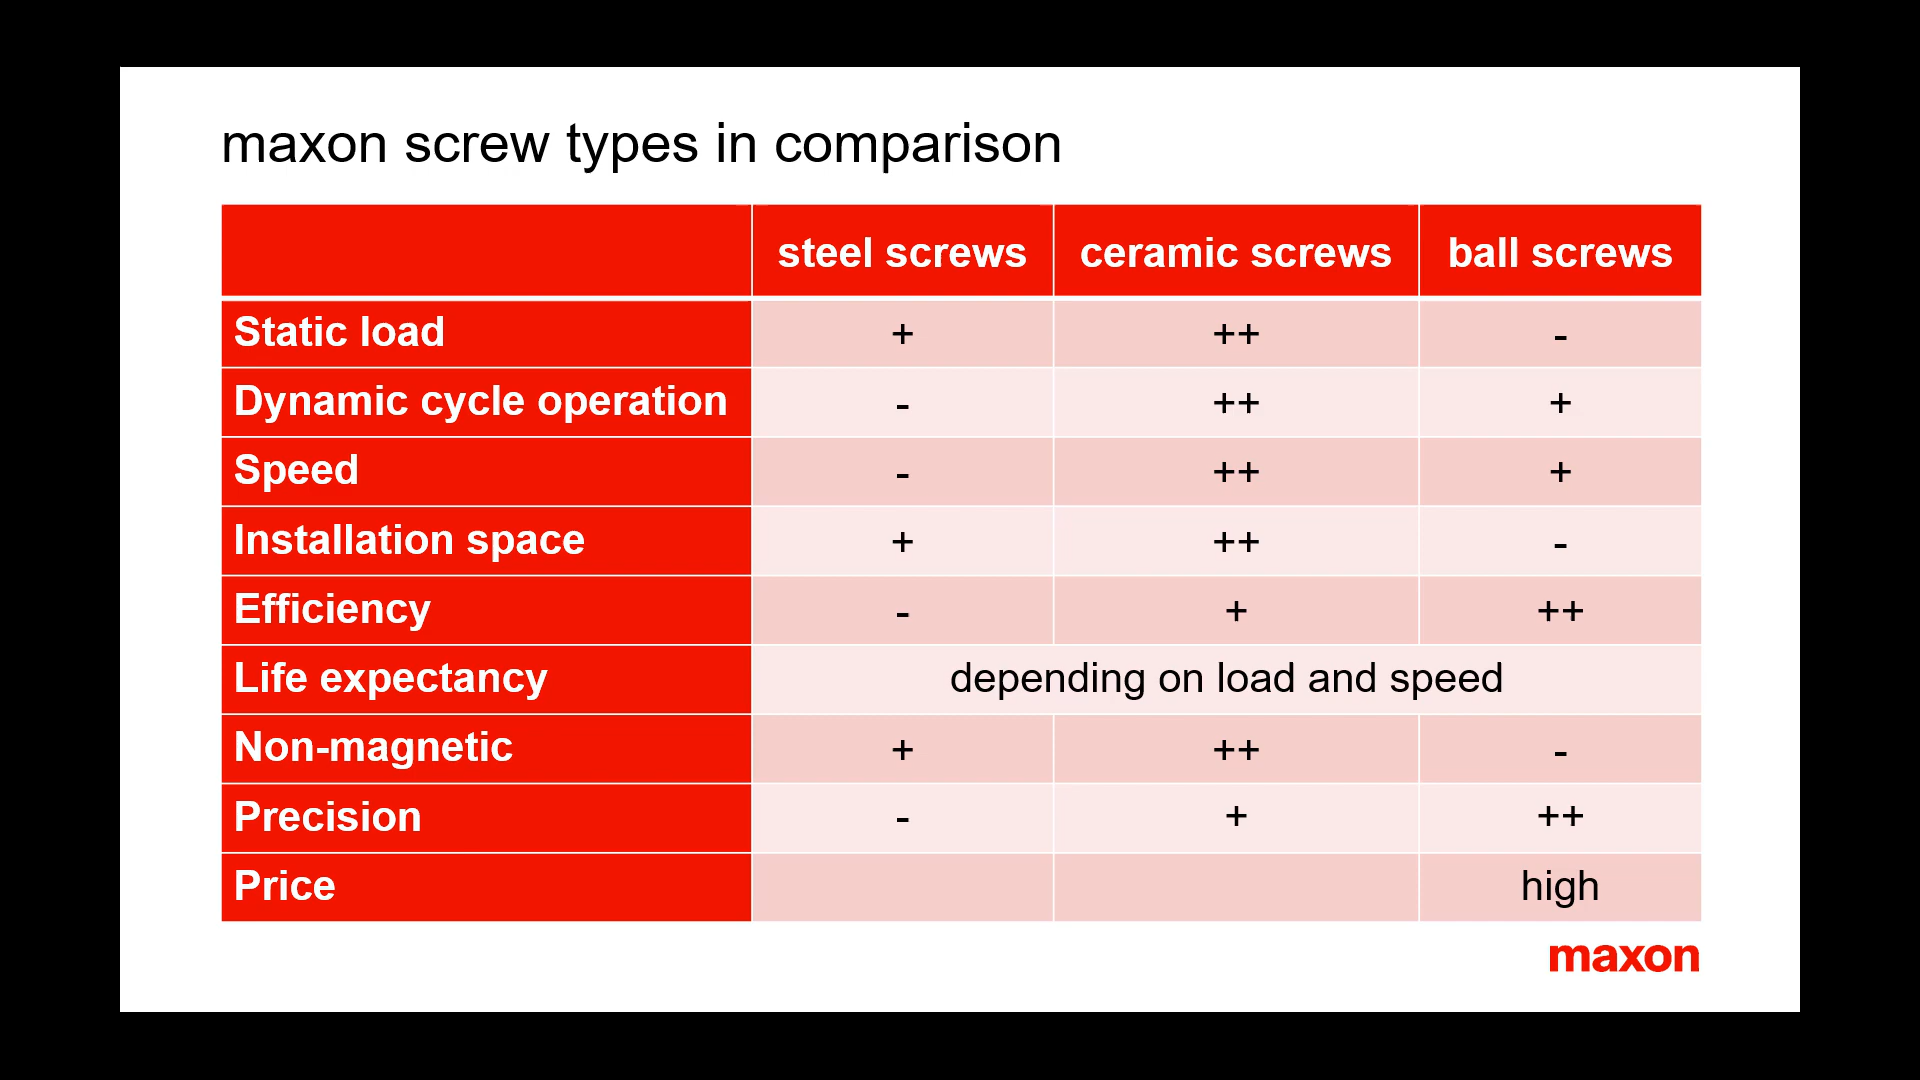 maxon screw types in comparison
steel screws ceramic screws ball screws
Static load + ++ -
Dynamic cycle operation - ++ +
Speed - ++ +
Installation space + ++ -
Efficiency - + ++
Life expectancy depending on load and speed
Non-magnetic + ++ -
Precision - + ++
Price high
maxon